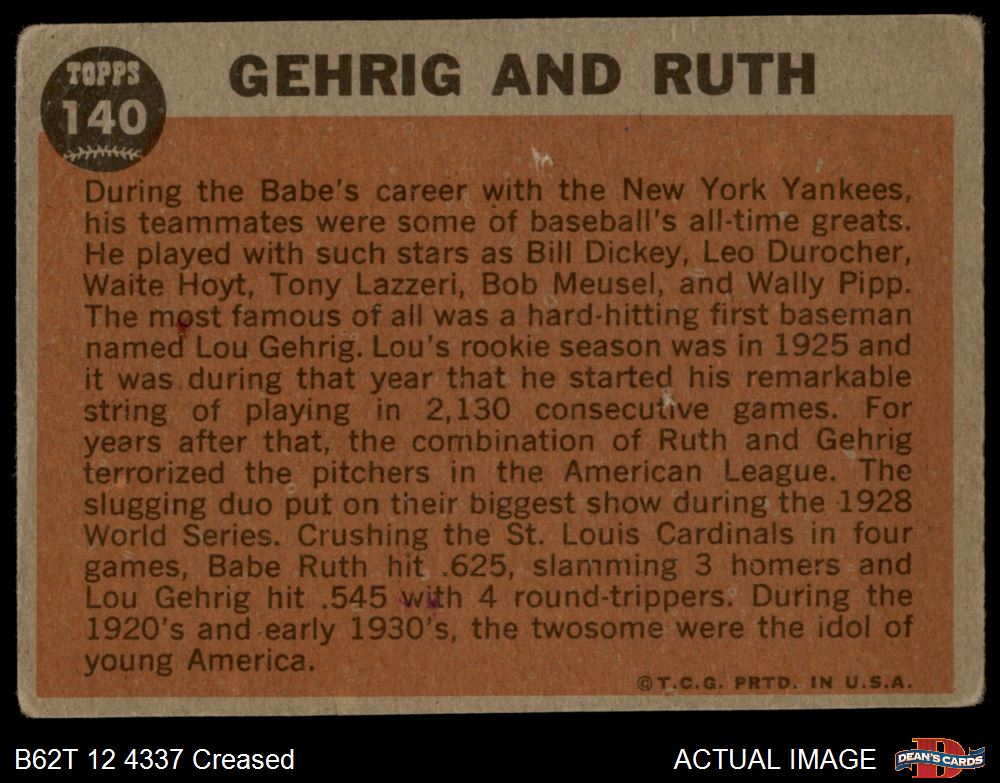 TOPPS
140
GEHRIG AND RUTH
During the Babe's career with the New York Yankees,
his teammates were some of baseball's all-time greats.
He played with such stars as Bill Dickey, Leo Durocher,
Waite Hoyt, Tony Lazzeri, Bob Meusel, and Wally Pipp.
The most famous of all was a hard-hitting first baseman
named Lou Gehrig. Lou's rookie season was in 1925 and
it was during that year that he started his remarkable
string of playing in 2,130 consecutive games. For
years after that, the combination of Ruth and Gehrig
terrorized the pitchers in the American League. The
slugging duo put on their biggest show during the 1928
World Series. Crushing the St. Louis Cardinals in four
games, Babe Ruth hit .625, slamming 3 homers and
Lou Gehrig hit .545 with 4 round-trippers. During the
1920's and early 1930's, the twosome were the idol of
young America.
©T.C.G. PRTD. IN U.S.A.
B62T 12 4337 Creased
ACTUAL IMAGE
D
DEAN'S CARDS